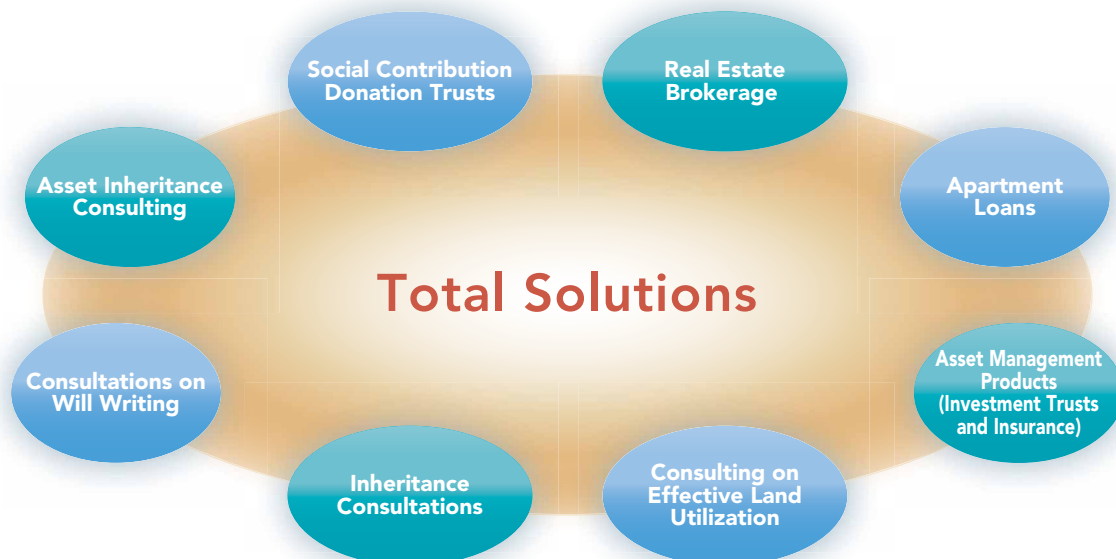 Social Contribution
Donation Trusts
Real Estate
Brokerage
Asset Inheritance
Consulting
Apartment
Loans
Total Solutions
Consultations on
Will Writing
Asset Management
Products
(Investment Trusts
and Insurance)
Inheritance
Consultations
Consulting on
Effective Land
Utilization